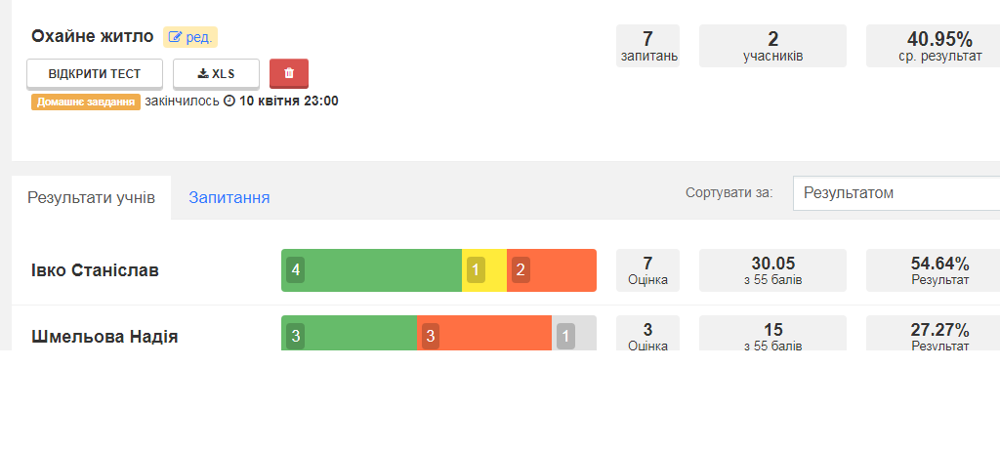 Охайне житло ред.
7 2 40.95%
запитань учасників ср. результат
ВІДКРИТИ ТЕСТ XLS
Домашнє завдання закінчилось 10 квітня 23:00
Результати учнів Запитання Сортувати за: Результатом
Івко Станіслав 4 1 2 7 30.05 54.64%
Оцінка з 55 балів Результат
Шмельова Надія 3 3 1 3 15 27.27%
Оцінка з 55 балів Результат